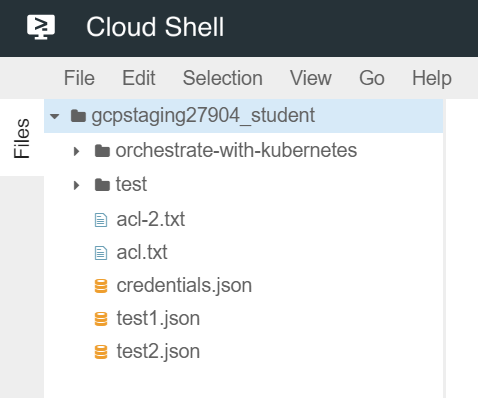 Cloud Shell
File Edit Selection View Go Help
Files
gcpstaging27904_student
orchestrate-with-kubernetes
test
acl-2.txt
acl.txt
credentials.json
test1.json
test2.json